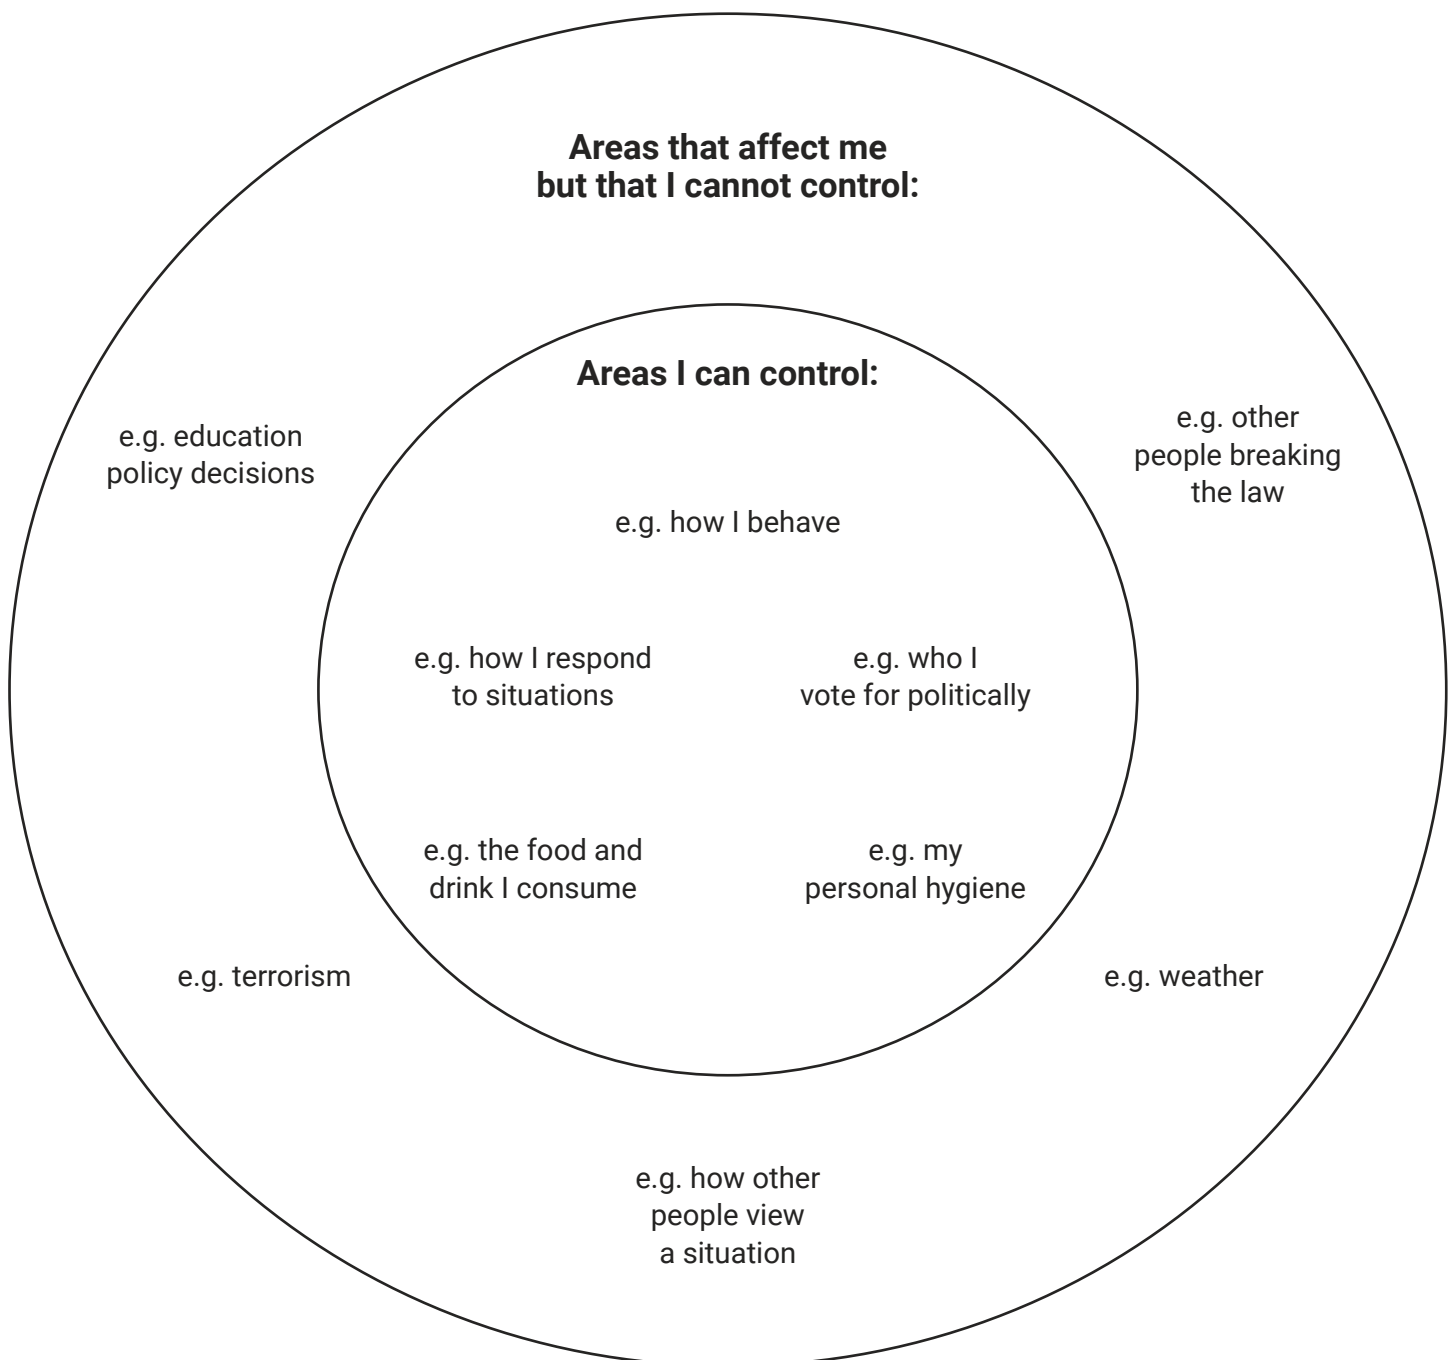 Areas that affect me
but that I cannot control:
Areas I can control:
e.g. education
policy decisions
e.g. other
people breaking
the law
e.g. how I behave
e.g. how I respond
to situations
e.g. who I
vote for politically
e.g. the food and
drink I consume
e.g. my
personal hygiene
e.g. terrorism
e.g. weather
e.g. how other
people view
a situation